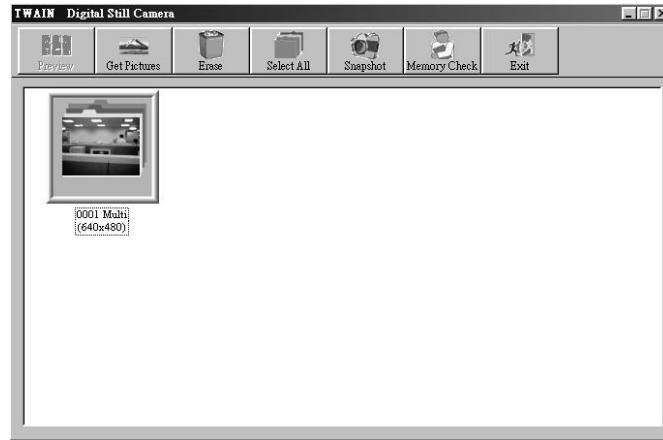 TWAIN Digital Still Camera
Preview
Get Pictures
Erase
Select All
Snapshot
Memory Check
Exit
0001 Multi
(640x480)